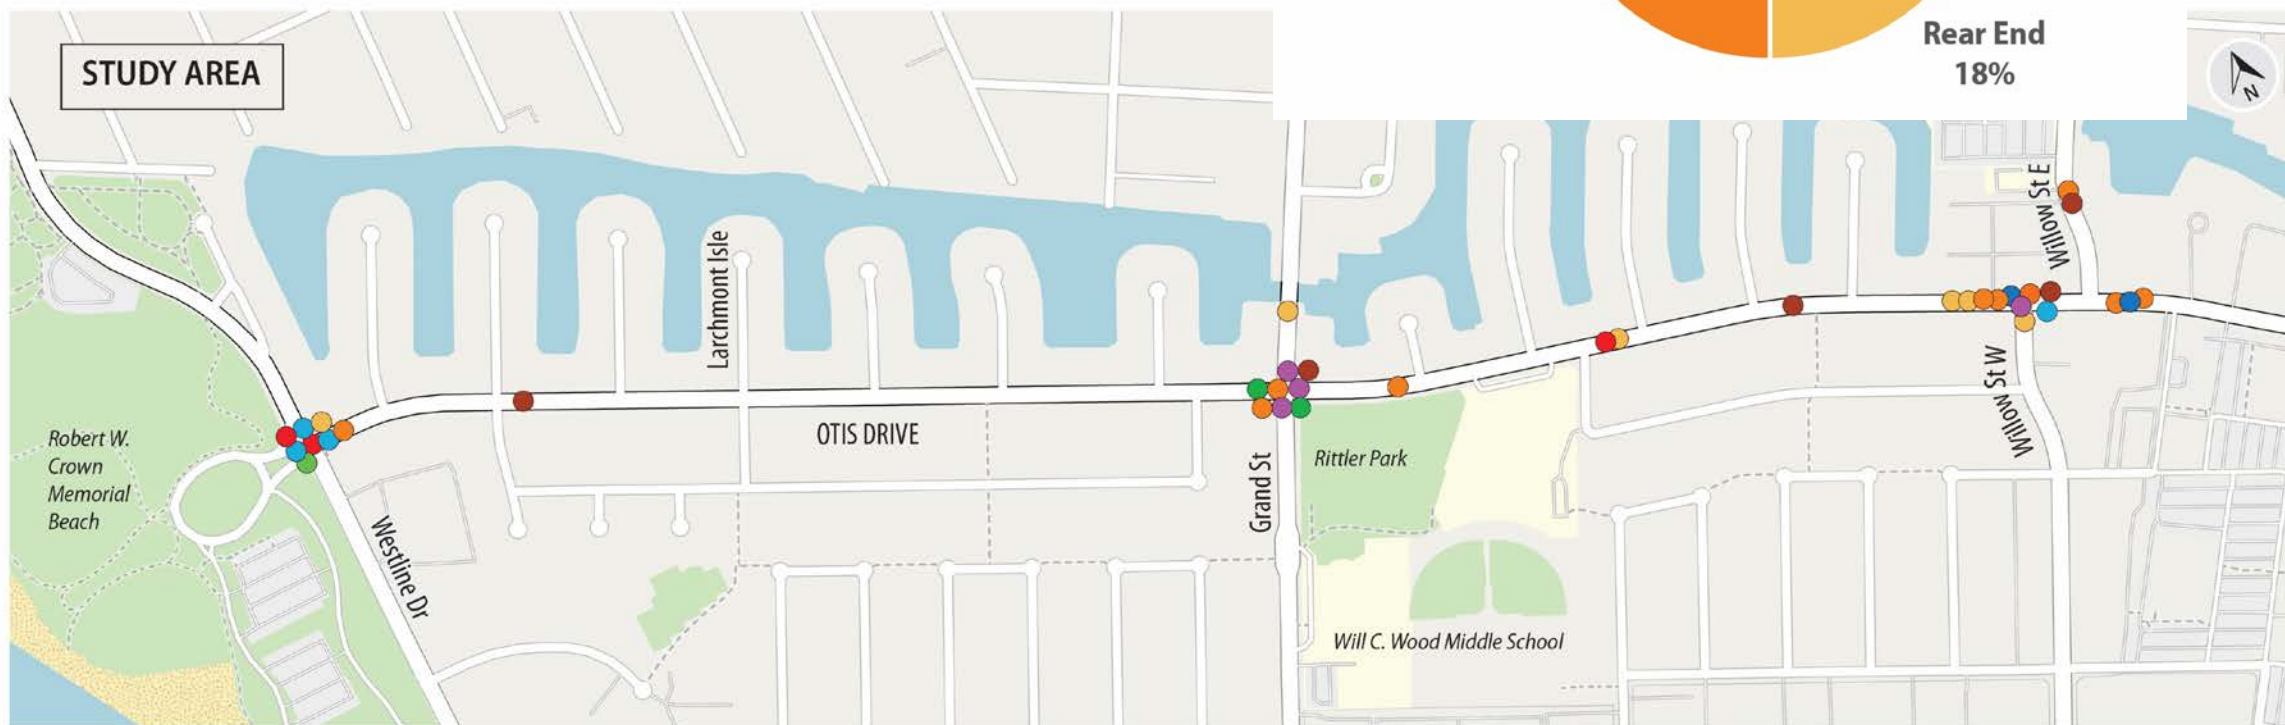 STUDY AREA
Rear End
18%
N
Willow St E
Larchmont Isle
Willow St W
OTIS DRIVE
Robert W.
Crown
Memorial
Beach
Rittler Park
Grand St
Westline Dr
Will C. Wood Middle School